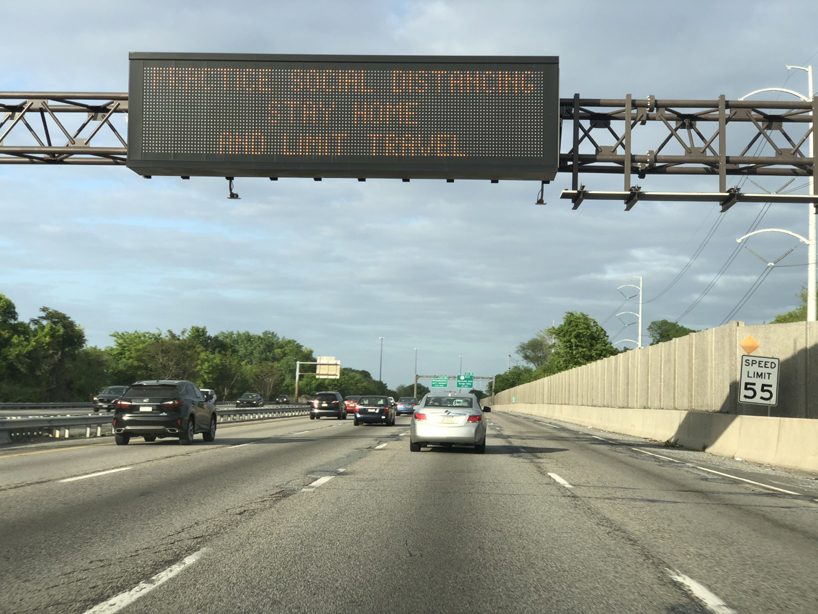 PRACTICE SOCIAL DISTANCING
STAY HOME
AND LIMIT TRAVEL
SPEED
LIMIT
55